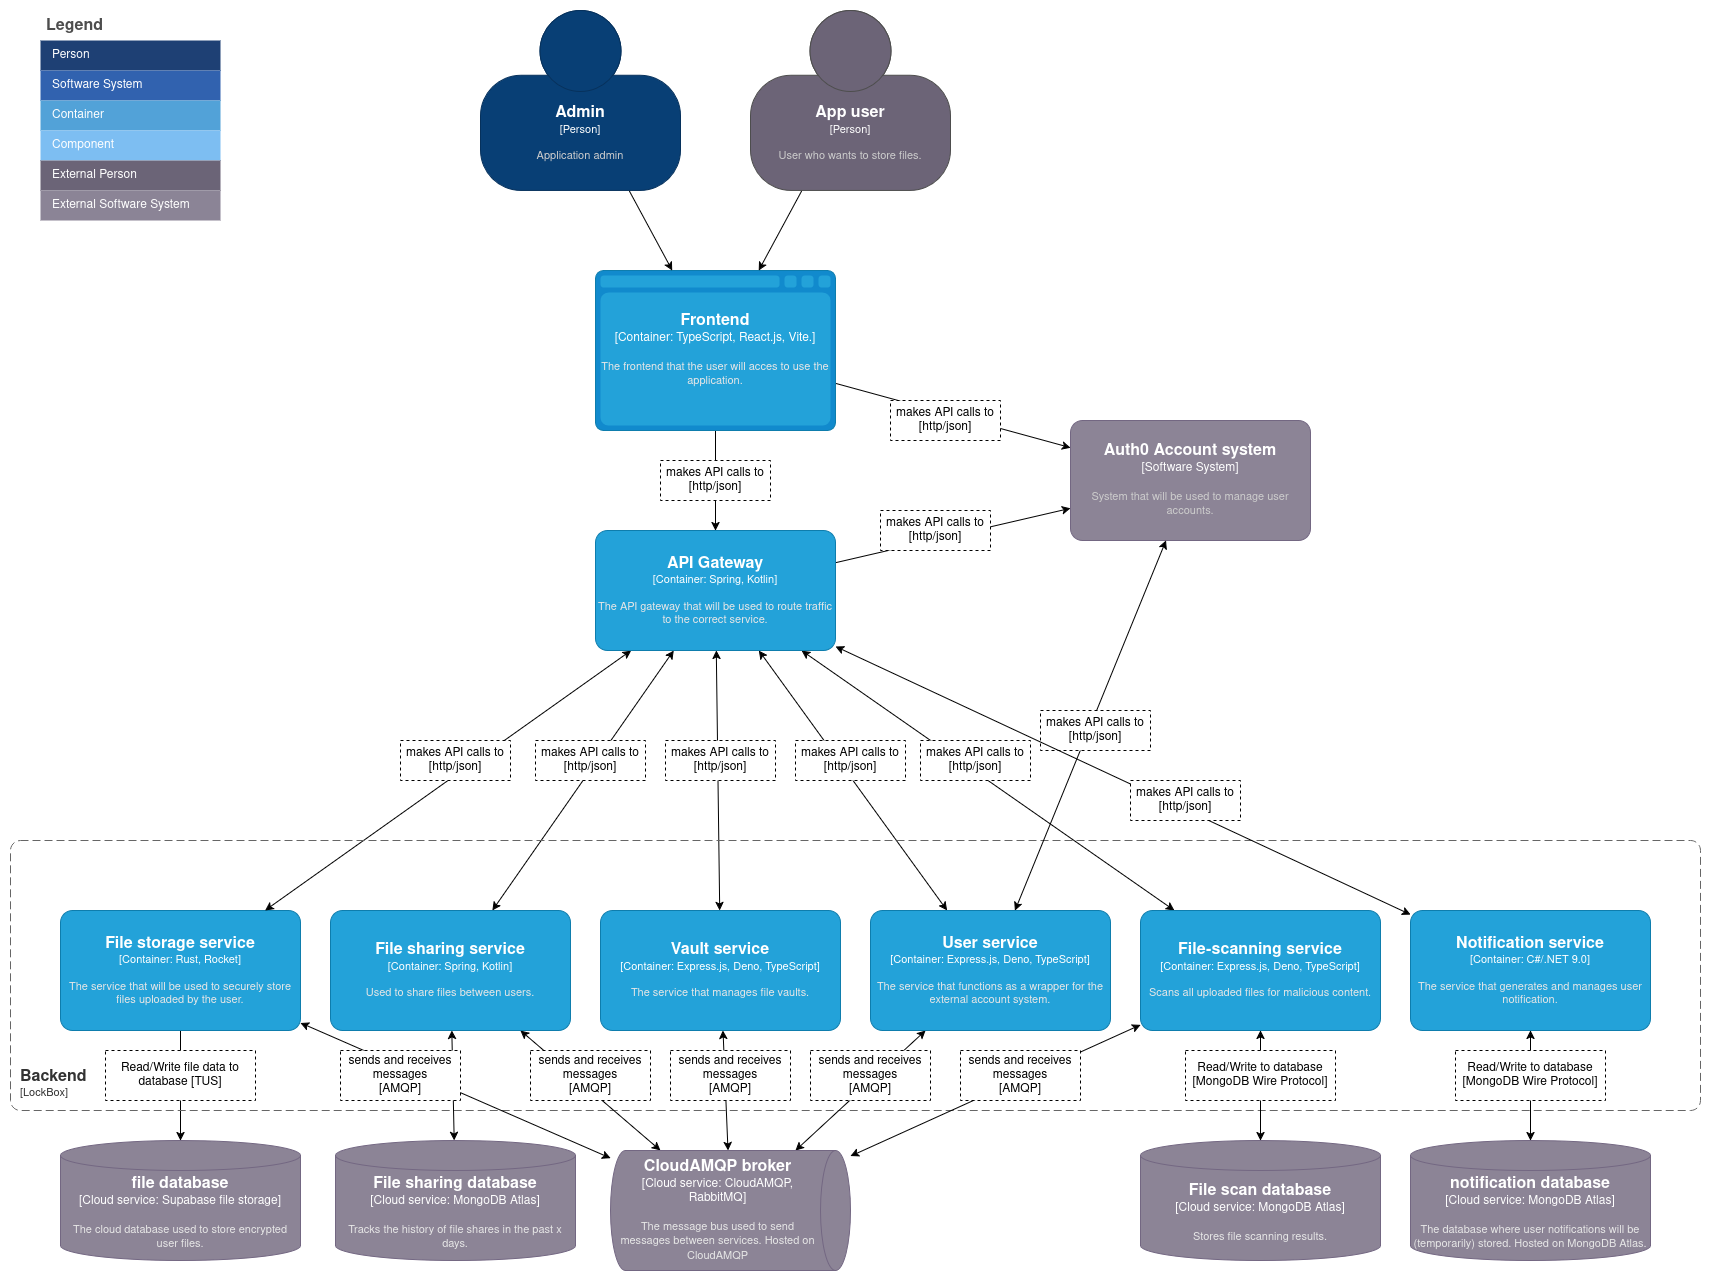 Legend
Person
Software System
Container
Component
External Person
External Software System
Admin
[Person]
Application admin
App user
[Person]
User who wants to store files.
Frontend
[Container: TypeScript, React.js, Vite.]
The frontend that the user will acces to use the
application.
makes API calls to
[http/json]
Auth0 Account system
[Software System]
System that will be used to manage user
accounts.
makes API calls to
[http/json]
makes API calls to
[http/json]
API Gateway
[Container: Spring, Kotlin]
The API gateway that will be used to route traffic
to the correct service.
makes API calls to
[http/json]
makes API calls to
[http/json]
makes API calls to
[http/json]
makes API calls to
[http/json]
makes API calls to
[http/json]
makes API calls to
[http/json]
makes API calls to
[http/json]
File storage service
[Container: Rust, Rocket]
The service that will be used to securely store
files uploaded by the user.
File sharing service
[Container: Spring, Kotlin]
Used to share files between users.
Vault service
[Container: Express.js, Deno, TypeScript]
The service that manages file vaults.
User service
[Container: Express.js, Deno, TypeScript]
The service that functions as a wrapper for the
external account system.
File-scanning service
[Container: Express.js, Deno, TypeScript]
Scans all uploaded files for malicious content.
Notification service
[Container: C#/.NET 9.0]
The service that generates and manages user
notification.
Backend
[LockBox]
Read/Write file data to
database [TUS]
sends and receives
messages
[AMQP]
sends and receives
messages
[AMQP]
sends and receives
messages
[AMQP]
sends and receives
messages
[AMQP]
sends and receives
messages
[AMQP]
Read/Write to database
[MongoDB Wire Protocol]
Read/Write to database
[MongoDB Wire Protocol]
file database
[Cloud service: Supabase file storage]
The cloud database used to store encrypted
user files.
File sharing database
[Cloud service: MongoDB Atlas]
Tracks the history of file shares in the past x
days.
CloudAMQP broker
[Cloud service: CloudAMQP,
RabbitMQ]
The message bus used to send
messages between services. Hosted on
CloudAMQP
File scan database
[Cloud service: MongoDB Atlas]
Stores file scanning results.
notification database
[Cloud service: MongoDB Atlas]
The database where user notifications will be
(temporarily) stored. Hosted on MongoDB Atlas.